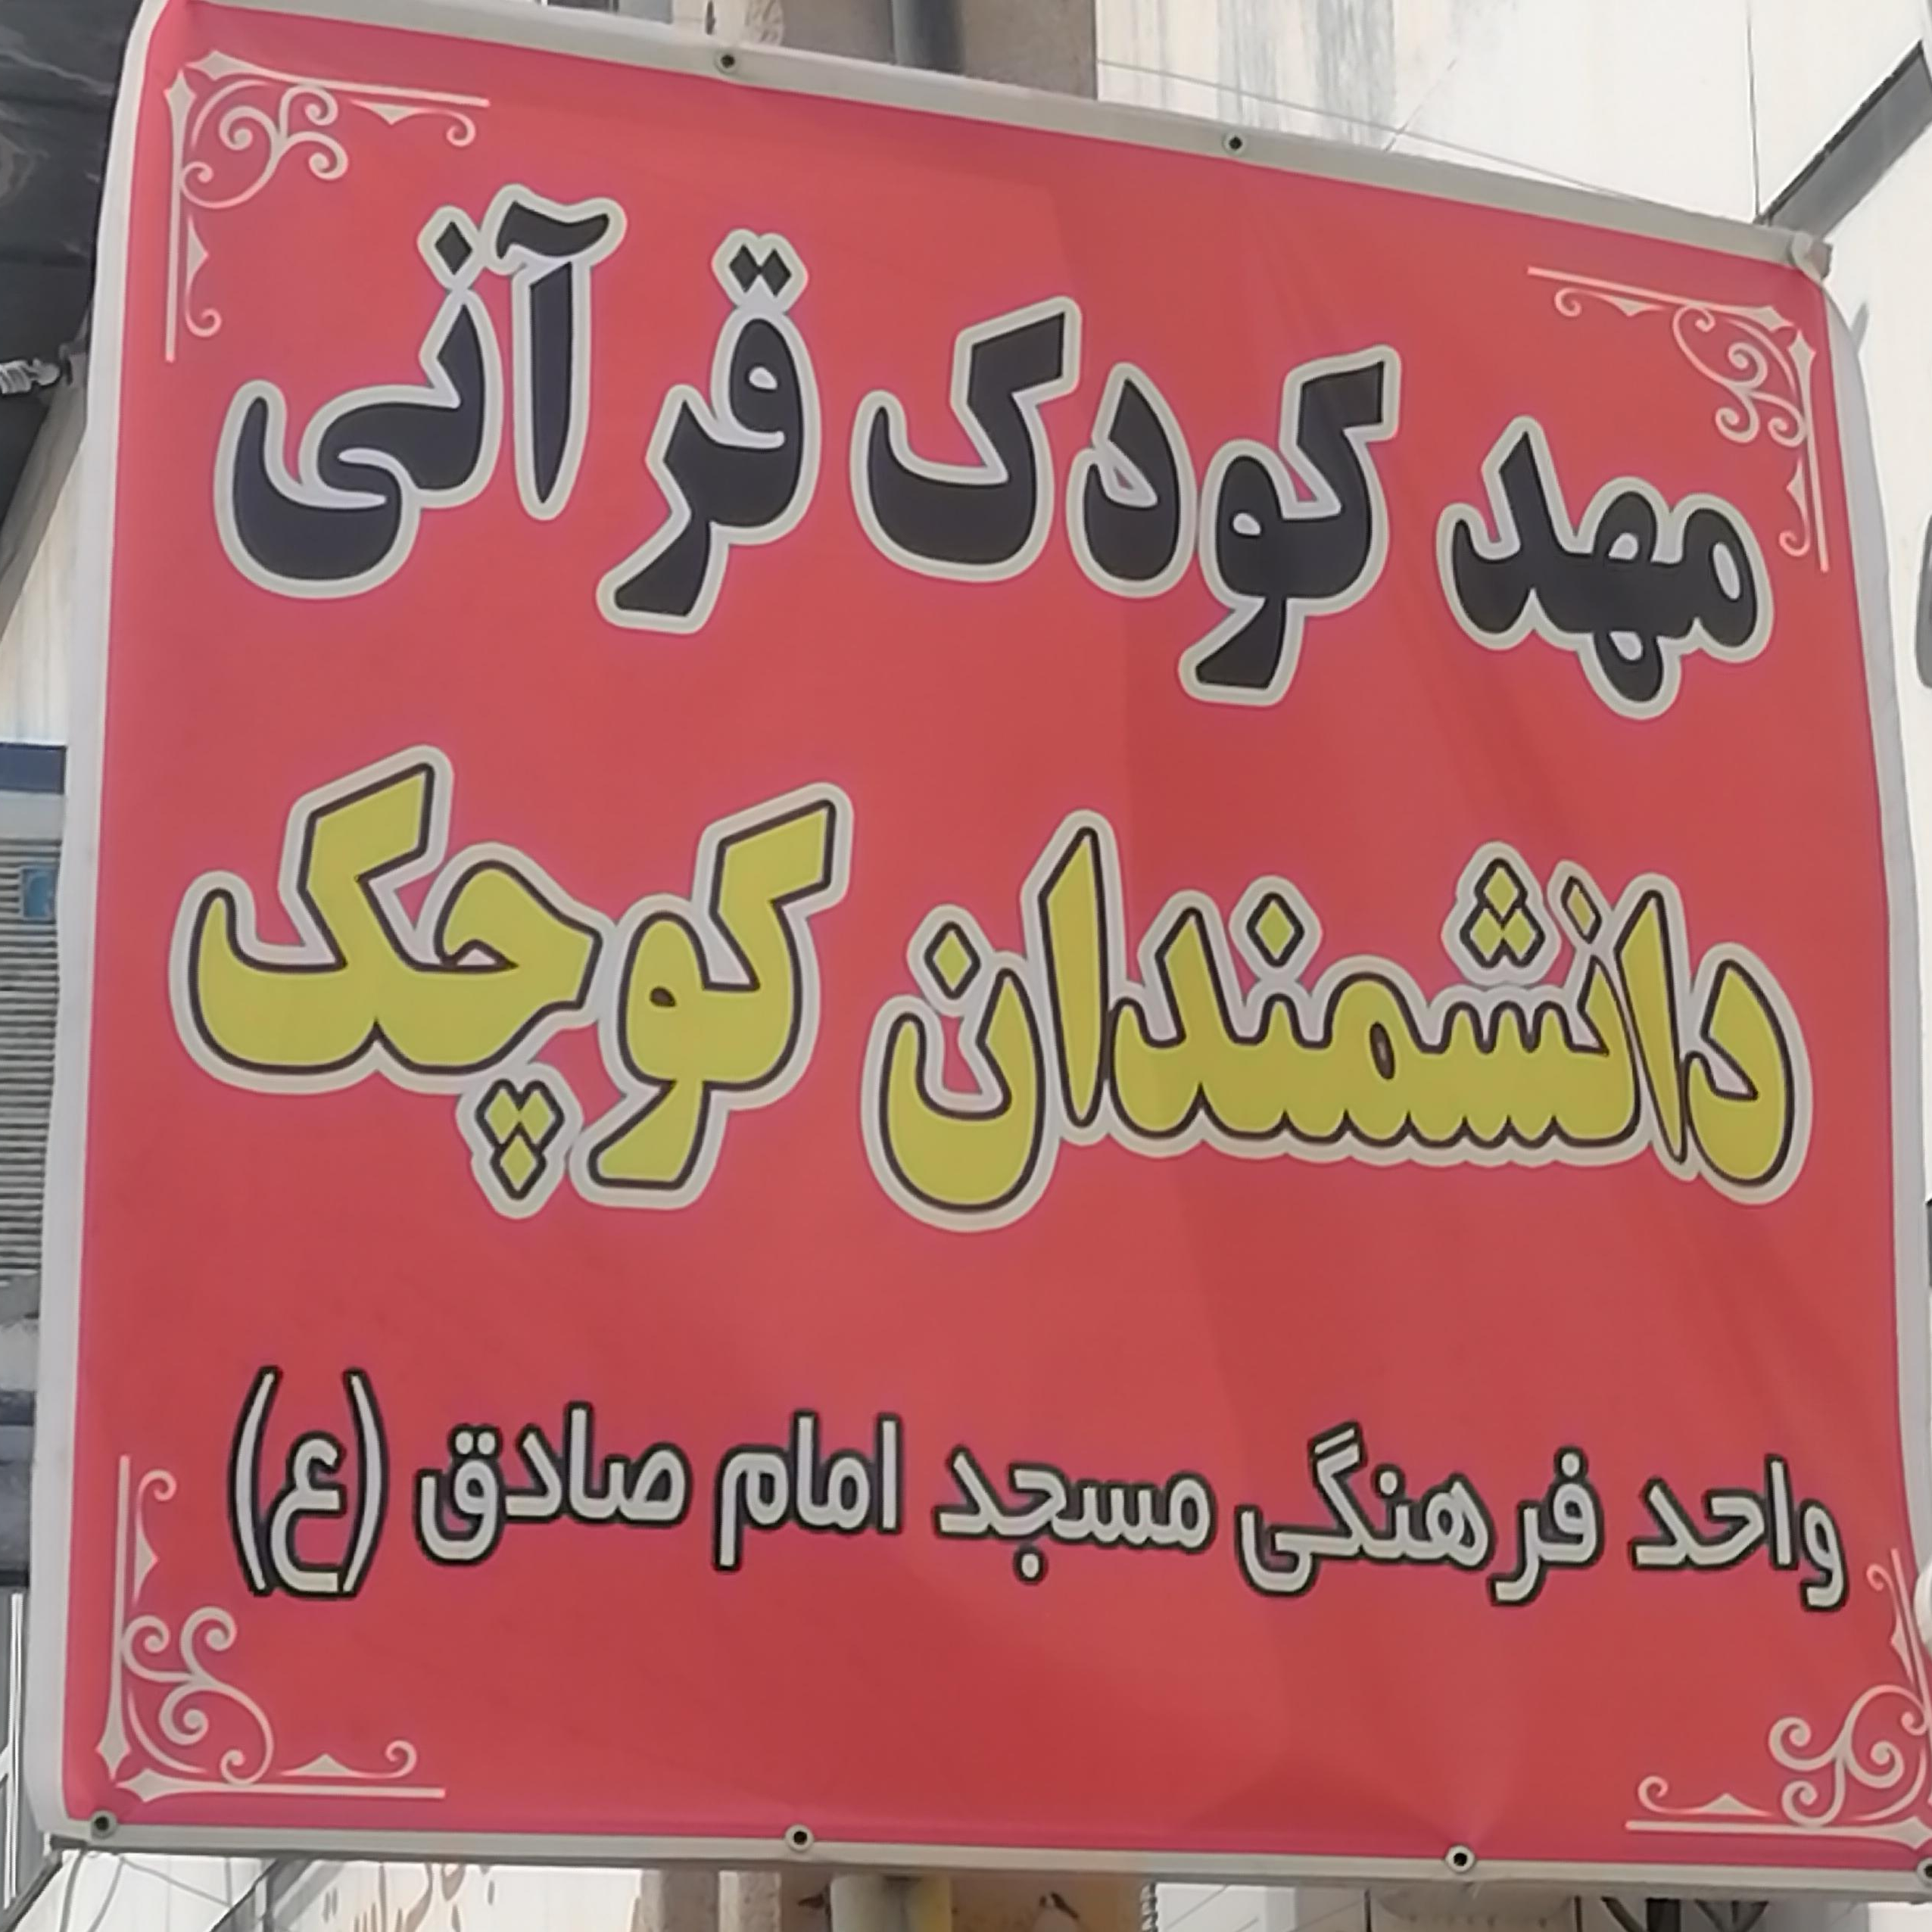 مهد کودک قرآنی
دانشمندان کوچک
واحد فرهنگی مسجد امام صادق (ع)